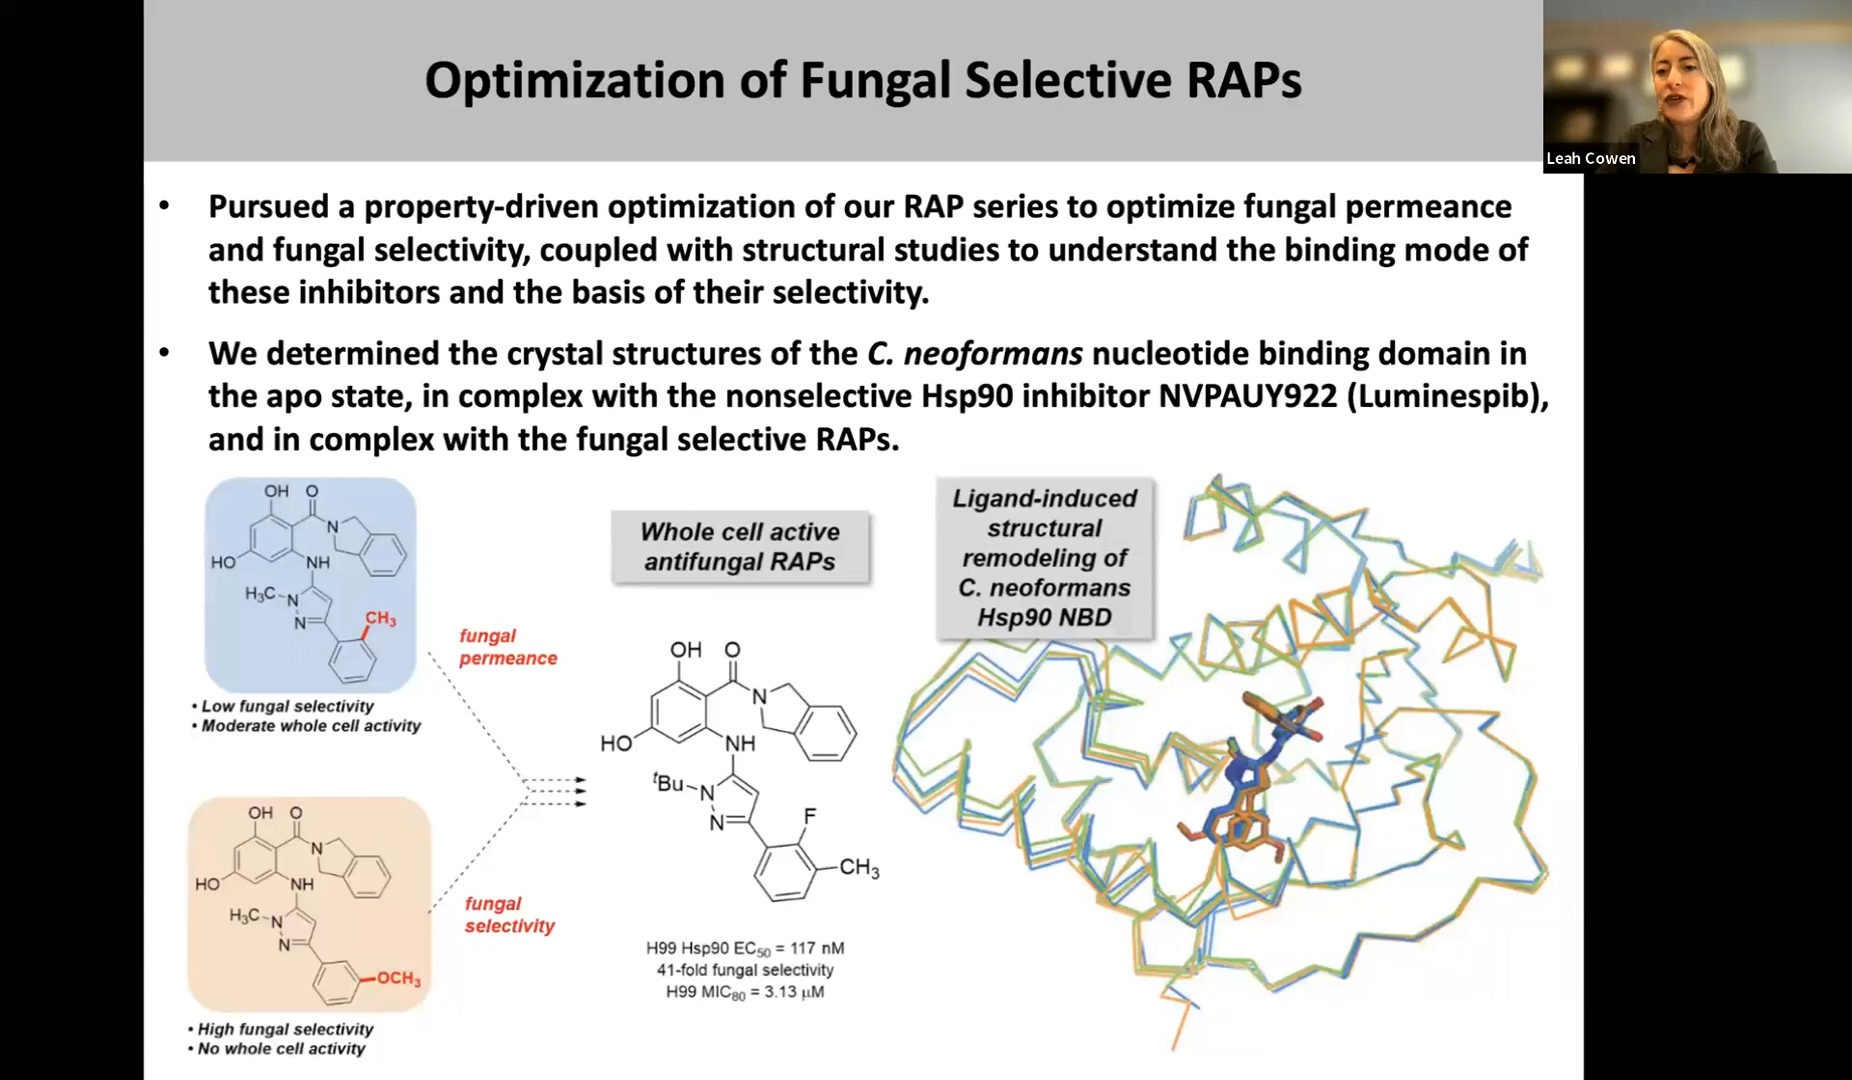 Optimization of Fungal Selective RAPs
Leah Cowen
• Pursued a property-driven optimization of our RAP series to optimize fungal permeance
and fungal selectivity, coupled with structural studies to understand the binding mode of
these inhibitors and the basis of their selectivity.
• We determined the crystal structures of the C. neoformans nucleotide binding domain in
the apo state, in complex with the nonselective Hsp90 inhibitor NVPAUY922 (Luminespib),
and in complex with the fungal selective RAPs.
OH O
N
HO NH
H₃C N
N CH₃
• Low fungal selectivity
• Moderate whole cell activity
OH O
N
HO NH
H₃C N
N
OCH₃
• High fungal selectivity
• No whole cell activity
fungal
permeance
fungal
selectivity
Whole cell active
antifungal RAPs
OH O
N
HO NH
ᵗBu N
N F
CH₃
H99 Hsp90 EC₅₀ = 117 nM
41-fold fungal selectivity
H99 MIC₈₀ = 3.13 μM
Ligand-induced
structural
remodeling of
C. neoformans
Hsp90 NBD